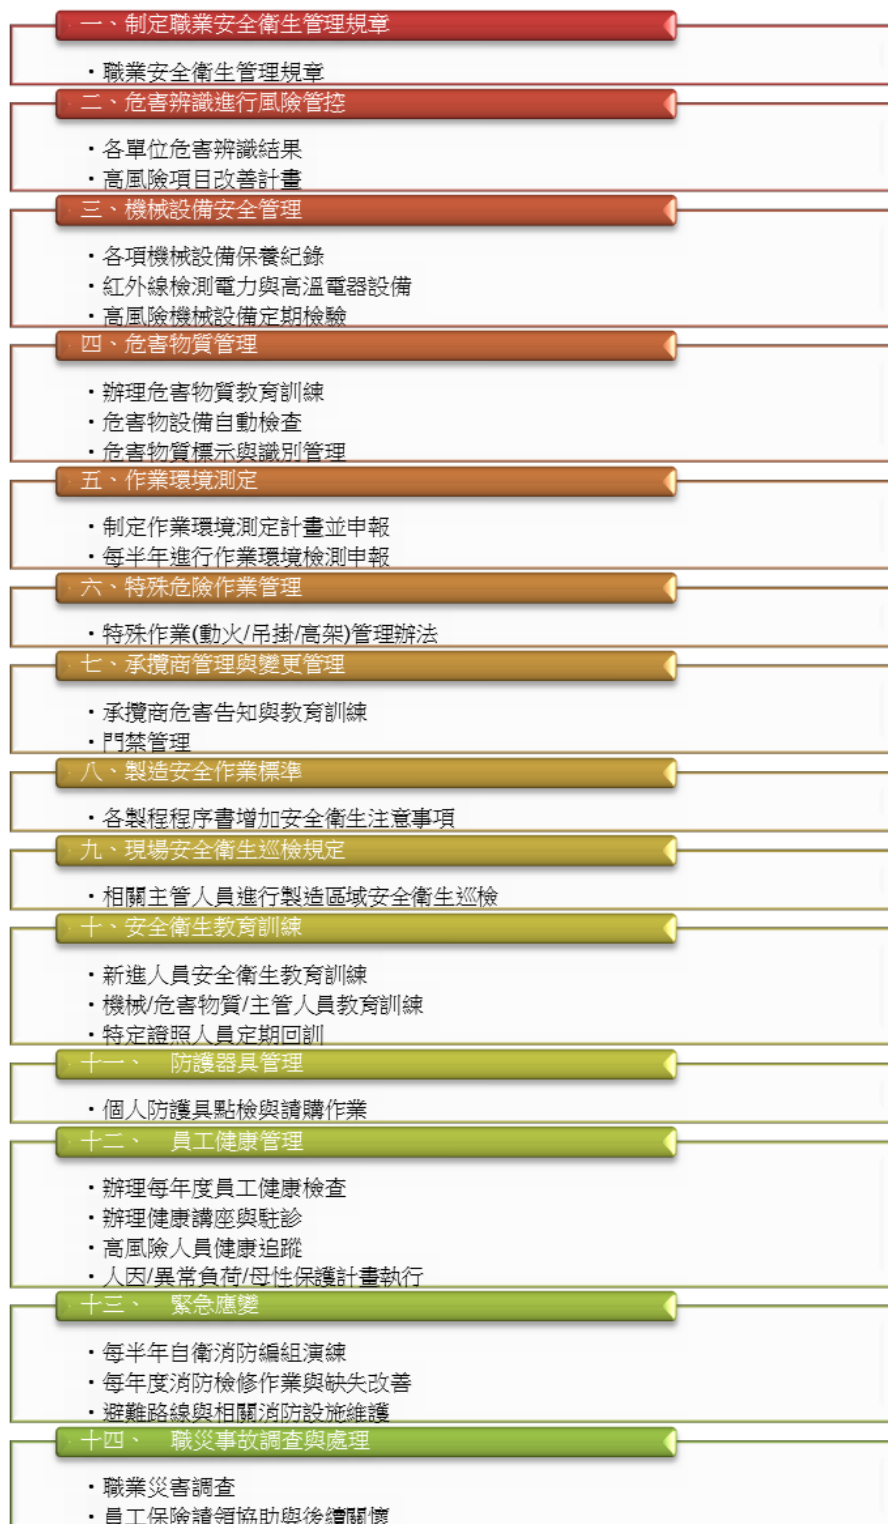 一、制定職業安全衛生管理規章
・職業安全衛生管理規章
二、危害辨識進行風險管控
・各單位危害辨識結果
・高風險項目改善計畫
三、機械設備安全管理
・各項機械設備保養紀錄
・紅外線檢測電力與高溫電器設備
・高風險機械設備定期檢驗
四、危害物質管理
・辦理危害物質教育訓練
・危害物設備自動檢查
・危害物質標示與識別管理
五、作業環境測定
・制定作業環境測定計畫並申報
・每半年進行作業環境檢測申報
六、特殊危險作業管理
・特殊作業(動火/吊掛/高架)管理辦法
七、承攬商管理與變更管理
・承攬商危害告知與教育訓練
・門禁管理
八、製造安全作業標準
・各製程程序書增加安全衛生注意事項
九、現場安全衛生巡檢規定
・相關主管人員進行製造區域安全衛生巡檢
十、安全衛生教育訓練
・新進人員安全衛生教育訓練
・機械/危害物質/主管人員教育訓練
・特定證照人員定期回訓
十一、 防護器具管理
・個人防護具點檢與請購作業
十二、 員工健康管理
・辦理每年度員工健康檢查
・辦理健康講座與駐診
・高風險人員健康追蹤
・人因/異常負荷/母性保護計畫執行
十三、 緊急應變
・每半年自衛消防編組演練
・每年度消防檢修作業與缺失改善
・避難路線與相關消防設施維護
十四、 職災事故調查與處理
・職業災害調查
・員工保險請領協助與後續關懷